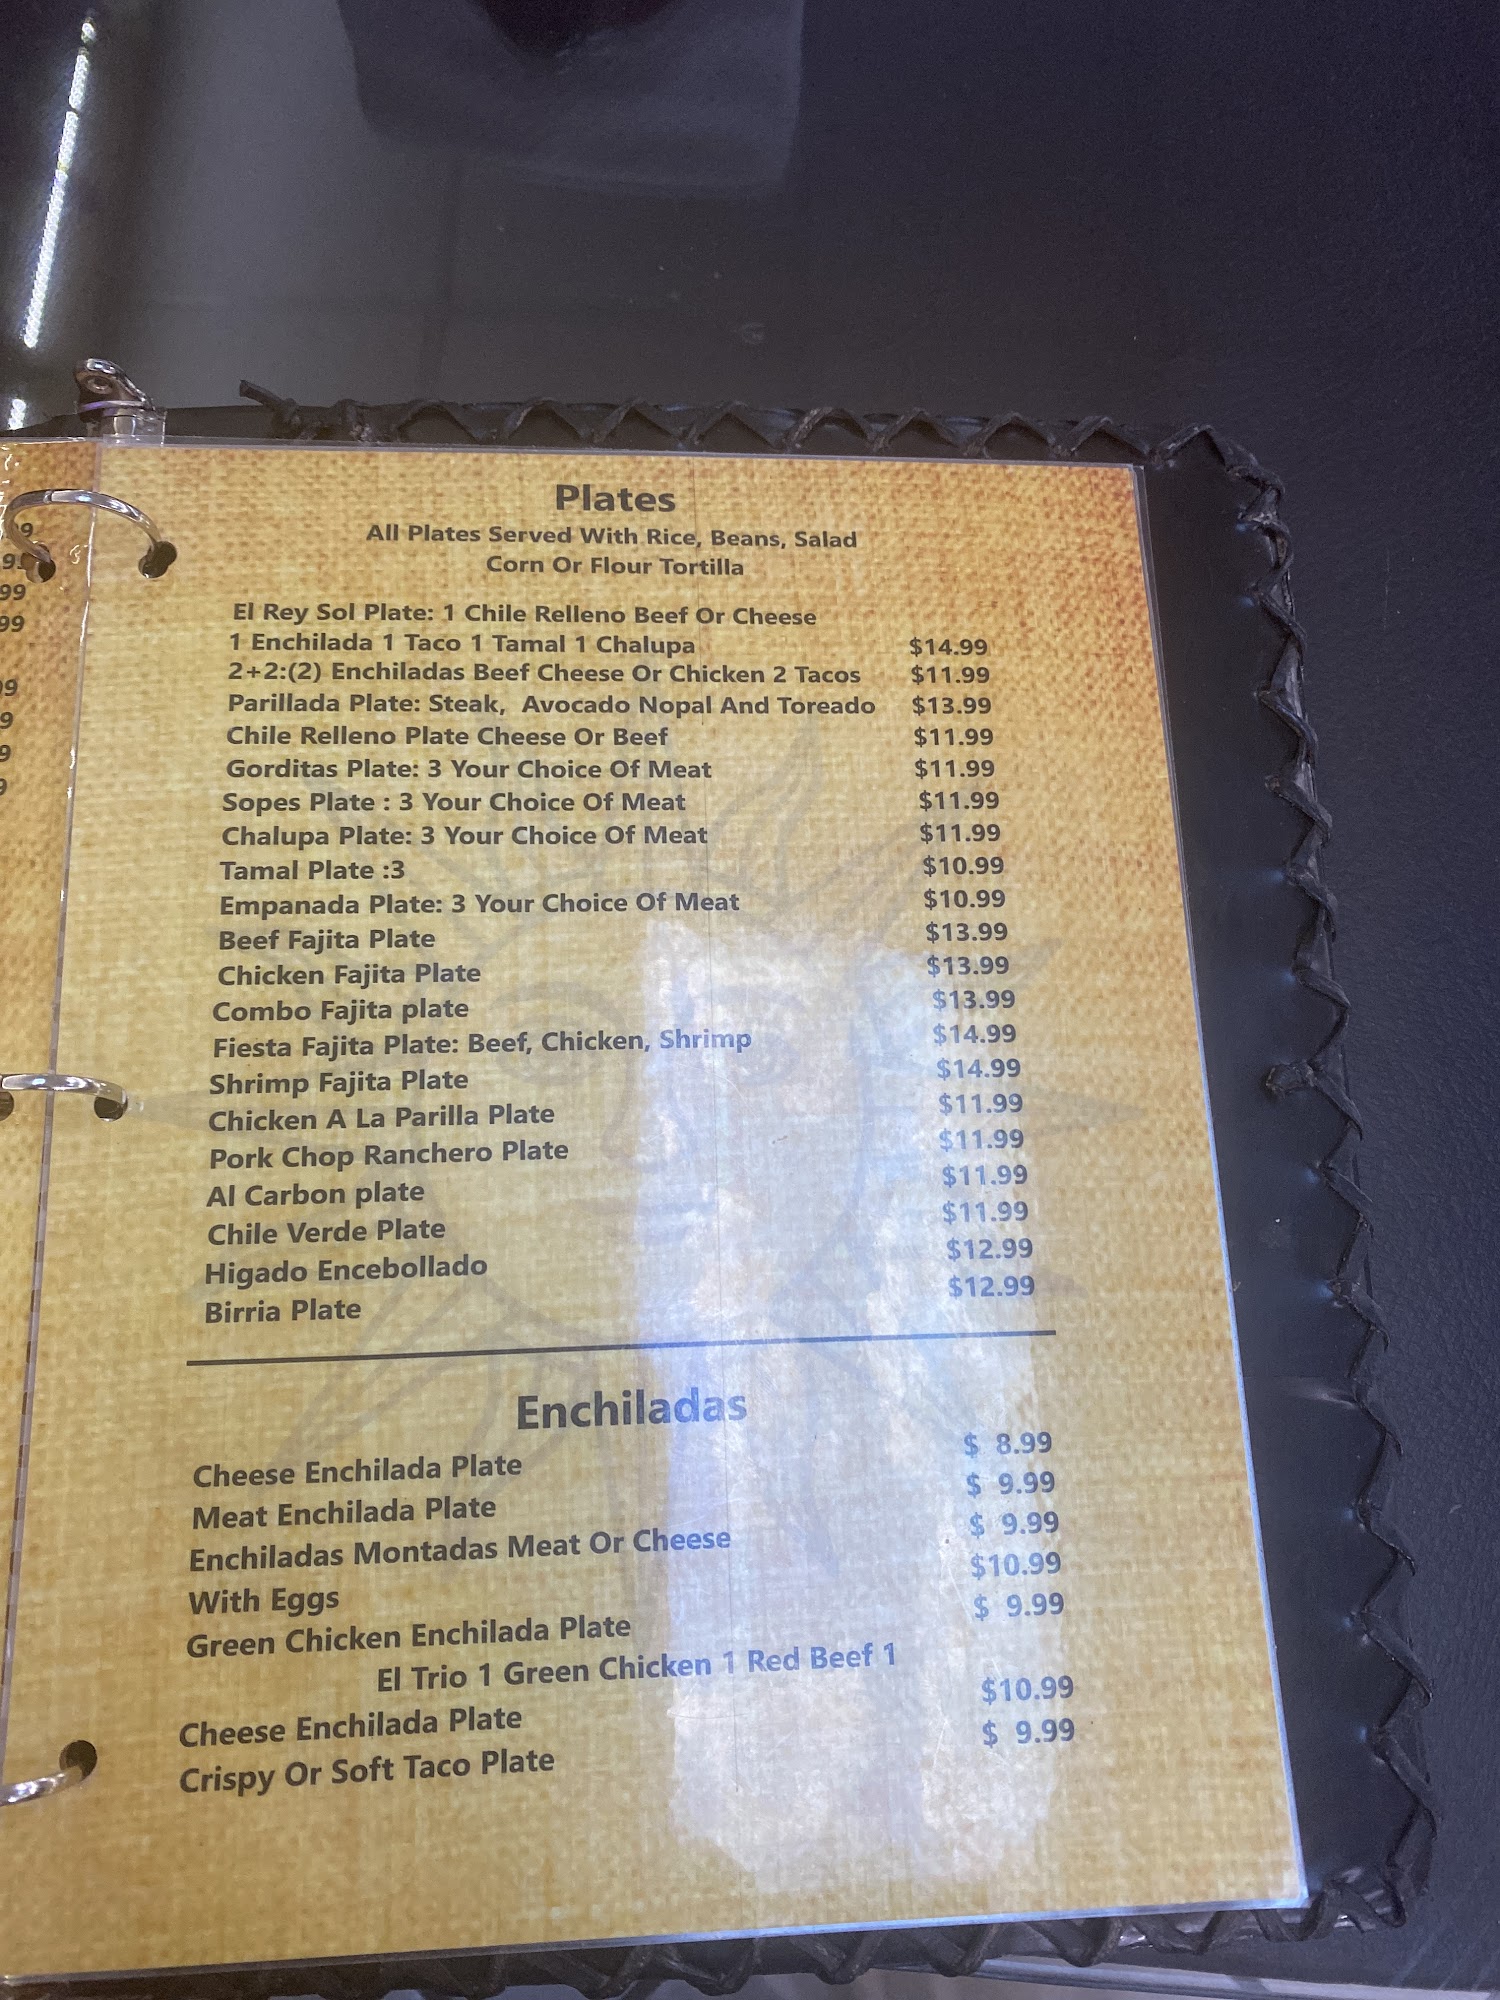 Plates
All Plates Served With Rice, Beans, Salad
Corn Or Flour Tortilla
El Rey Sol Plate: 1 Chile Relleno Beef Or Cheese
1 Enchilada 1 Taco 1 Tamal 1 Chalupa $14.99
2+2:(2) Enchiladas Beef Cheese Or Chicken 2 Tacos $11.99
Parillada Plate: Steak, Avocado Nopal And Toreado $13.99
Chile Relleno Plate Cheese Or Beef $11.99
Gorditas Plate: 3 Your Choice Of Meat $11.99
Sopes Plate : 3 Your Choice Of Meat $11.99
Chalupa Plate: 3 Your Choice Of Meat $11.99
Tamal Plate :3 $10.99
Empanada Plate: 3 Your Choice Of Meat $10.99
Beef Fajita Plate $13.99
Chicken Fajita Plate $13.99
Combo Fajita plate $13.99
Fiesta Fajita Plate: Beef, Chicken, Shrimp $14.99
Shrimp Fajita Plate $14.99
Chicken A La Parilla Plate $11.99
Pork Chop Ranchero Plate $11.99
Al Carbon plate $11.99
Chile Verde Plate $11.99
Higado Encebollado $12.99
Birria Plate $12.99
Enchiladas
Cheese Enchilada Plate $ 8.99
Meat Enchilada Plate $ 9.99
Enchiladas Montadas Meat Or Cheese $ 9.99
With Eggs $10.99
Green Chicken Enchilada Plate $ 9.99
El Trio 1 Green Chicken 1 Red Beef 1
Cheese Enchilada Plate $10.99
Crispy Or Soft Taco Plate $ 9.99